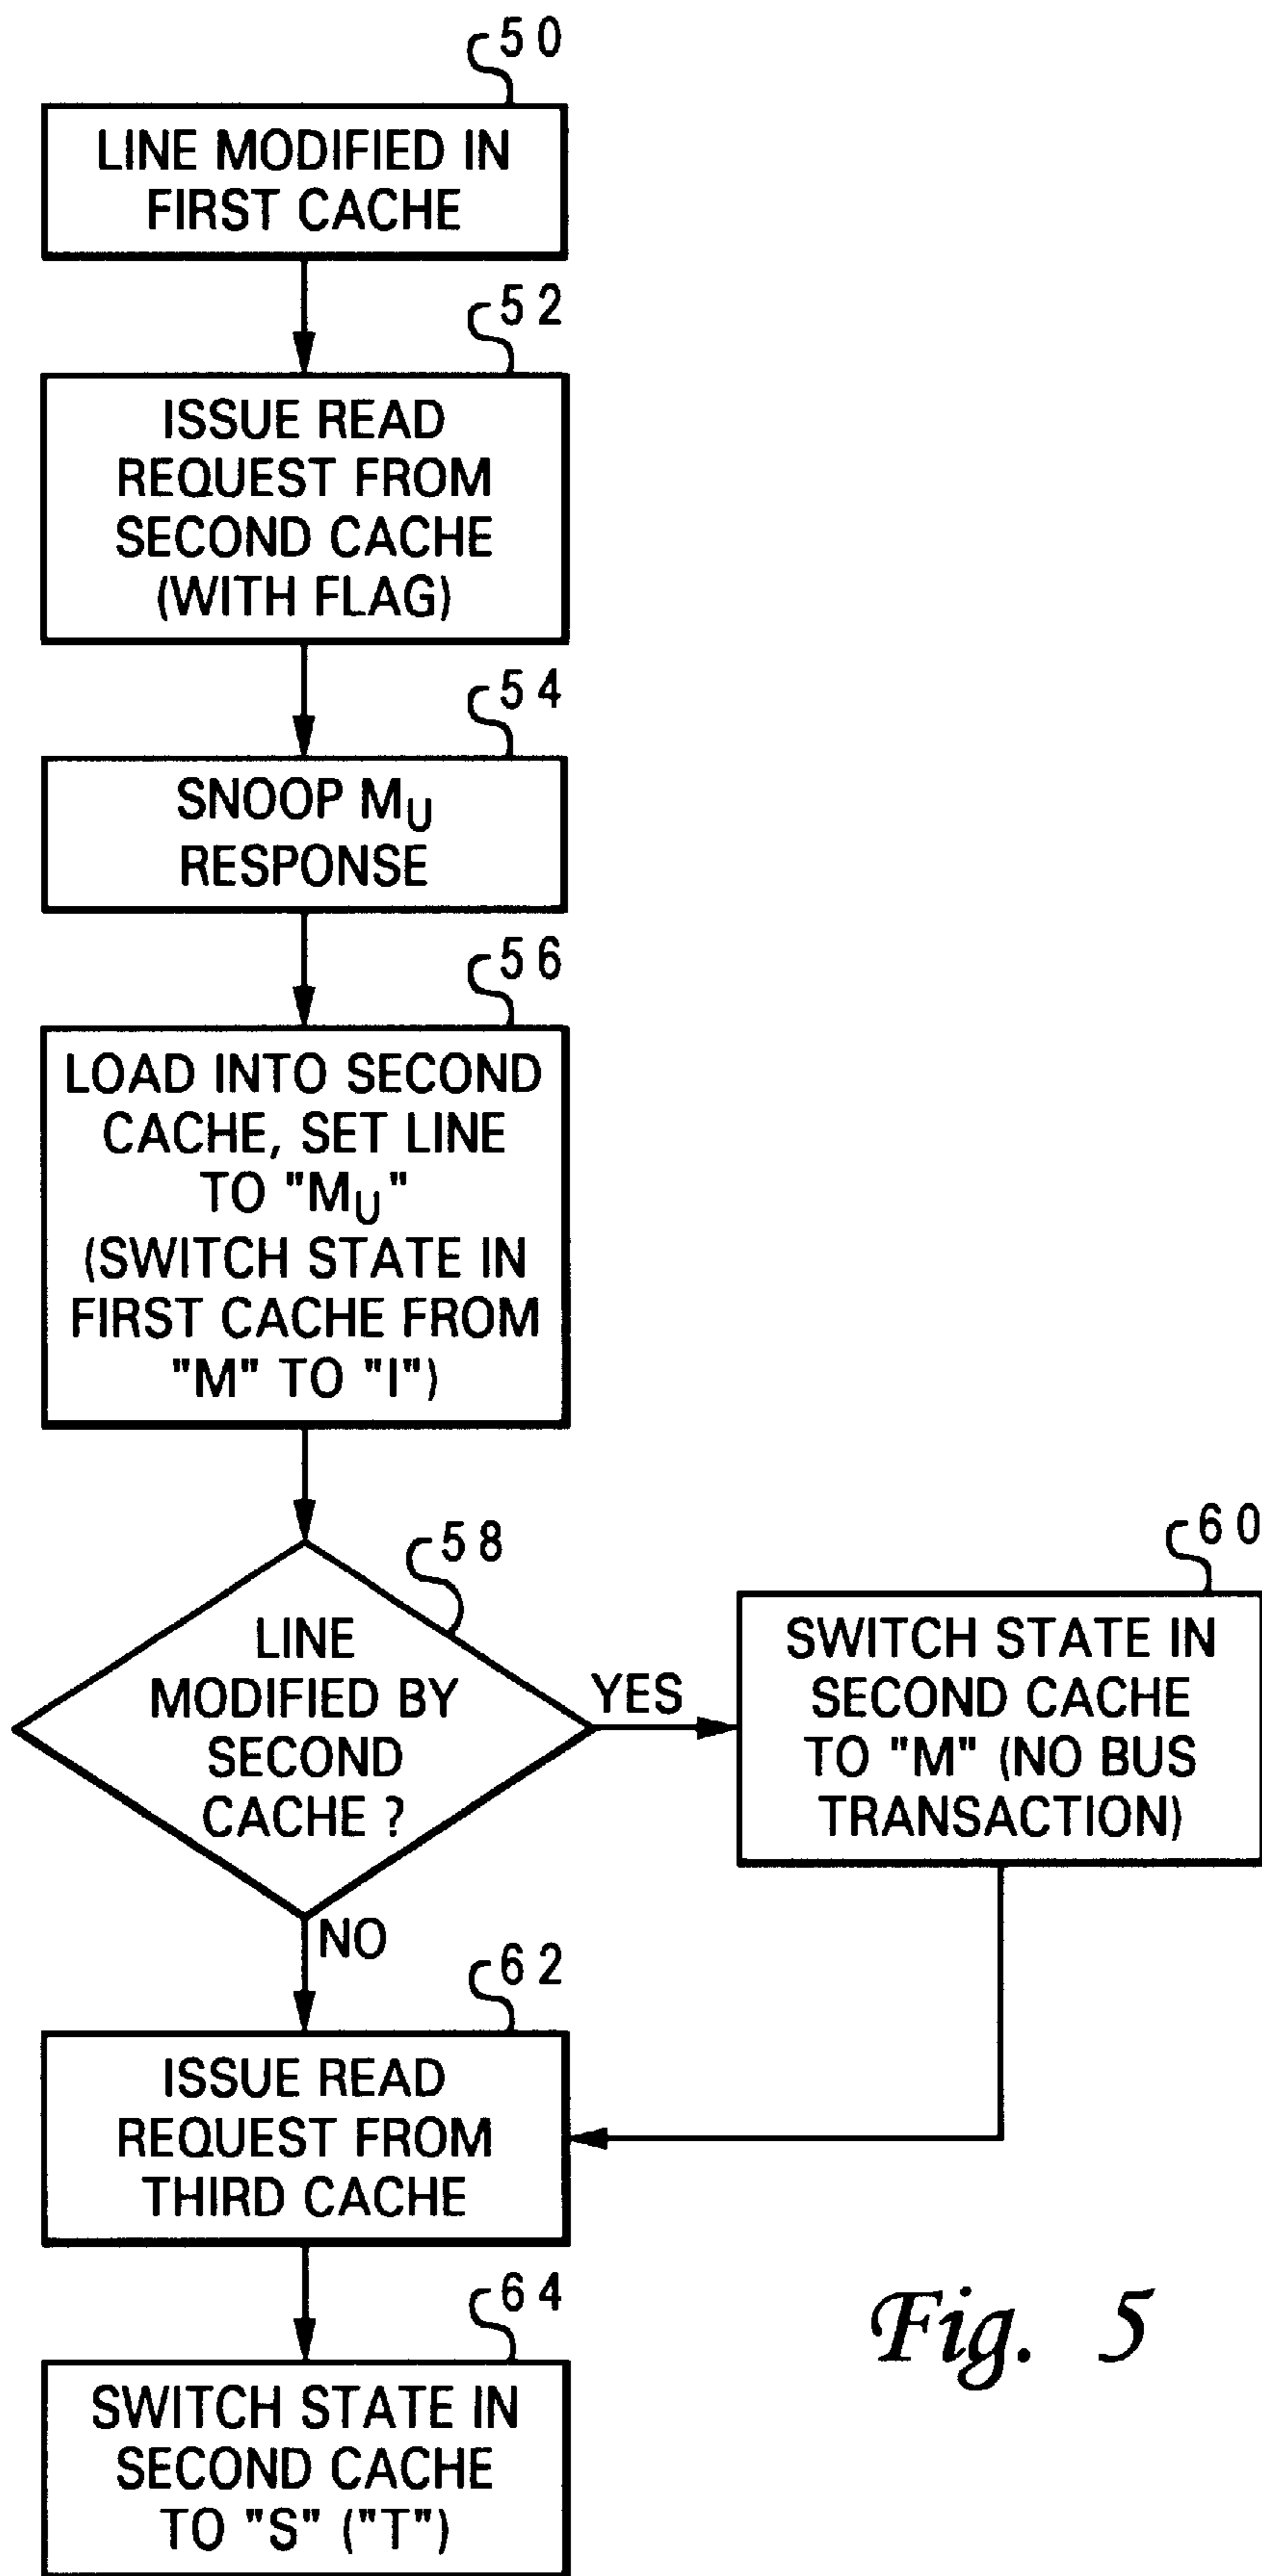 50
LINE MODIFIED IN
FIRST CACHE
52
ISSUE READ
REQUEST FROM
SECOND CACHE
(WITH FLAG)
54
SNOOP MU
RESPONSE
56
LOAD INTO SECOND
CACHE, SET LINE
TO "MU"
(SWITCH STATE IN
FIRST CACHE FROM
"M" TO "I")
58
LINE
MODIFIED BY
SECOND
CACHE ?
YES
60
SWITCH STATE IN
SECOND CACHE
TO "M" (NO BUS
TRANSACTION)
NO
62
ISSUE READ
REQUEST FROM
THIRD CACHE
64
SWITCH STATE IN
SECOND CACHE
TO "S" ("T")
Fig. 5